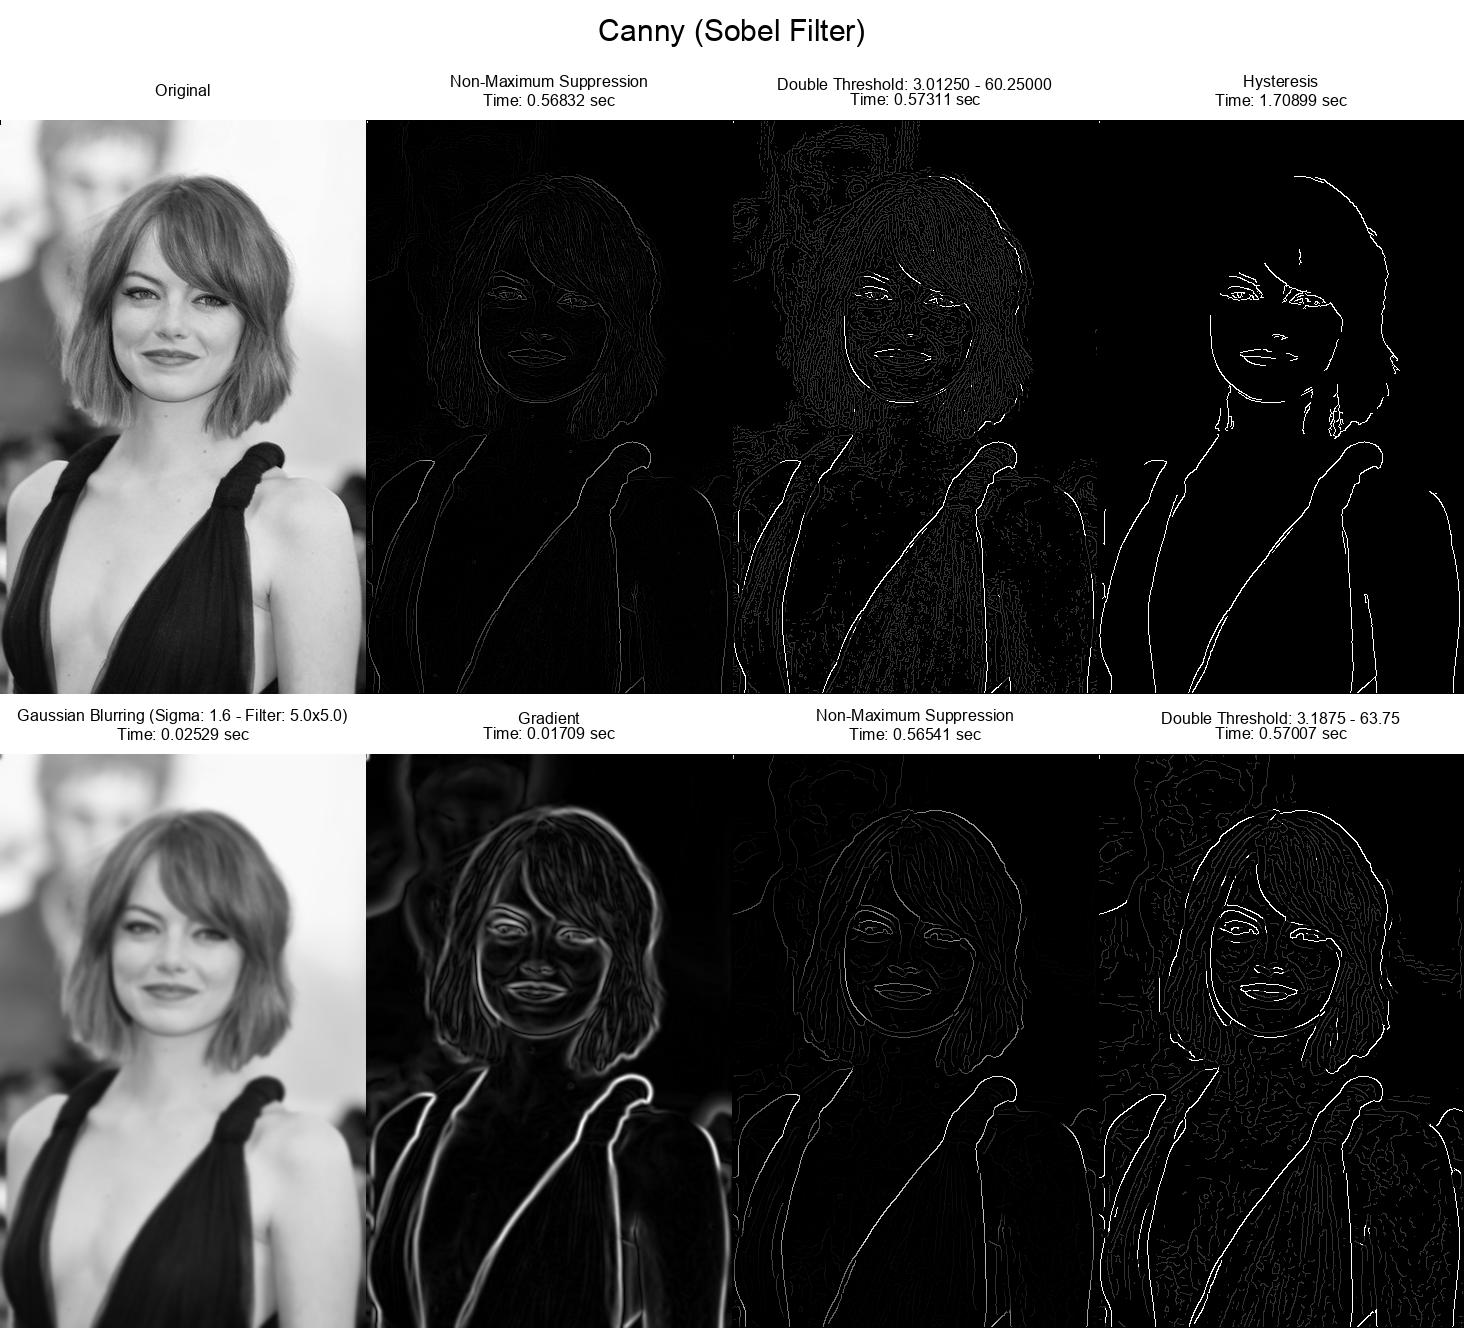 Canny (Sobel Filter)
Original
Non-Maximum Suppression
Time: 0.56832 sec
Double Threshold: 3.01250 - 60.25000
Time: 0.57311 sec
Hysteresis
Time: 1.70899 sec
Gaussian Blurring (Sigma: 1.6 - Filter: 5.0x5.0)
Time: 0.02529 sec
Gradient
Time: 0.01709 sec
Non-Maximum Suppression
Time: 0.56541 sec
Double Threshold: 3.1875 - 63.75
Time: 0.57007 sec